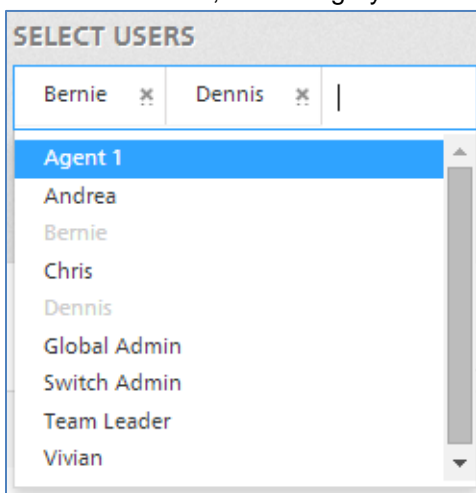 SELECT USERS
Bernie × Dennis ×
Agent 1
Andrea
Bernie
Chris
Dennis
Global Admin
Switch Admin
Team Leader
Vivian